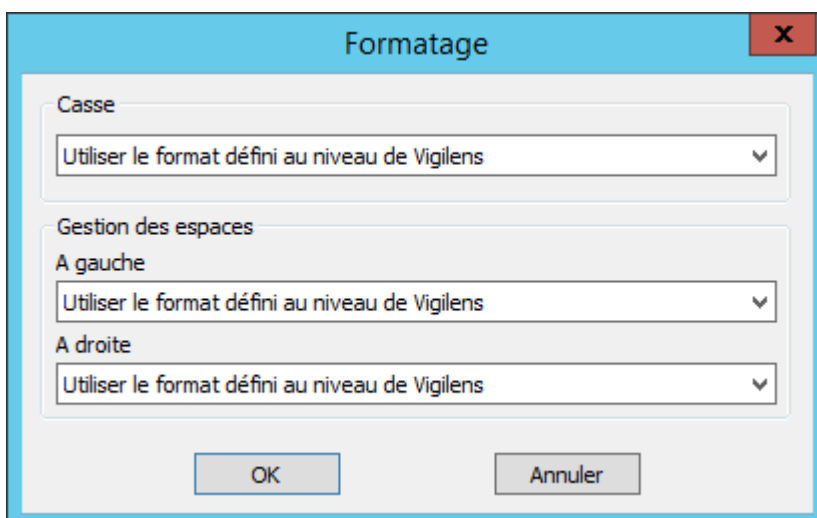 Formatage
x
Casse
Utiliser le format défini au niveau de Vigilens
Gestion des espaces
A gauche
Utiliser le format défini au niveau de Vigilens
A droite
Utiliser le format défini au niveau de Vigilens
OK Annuler